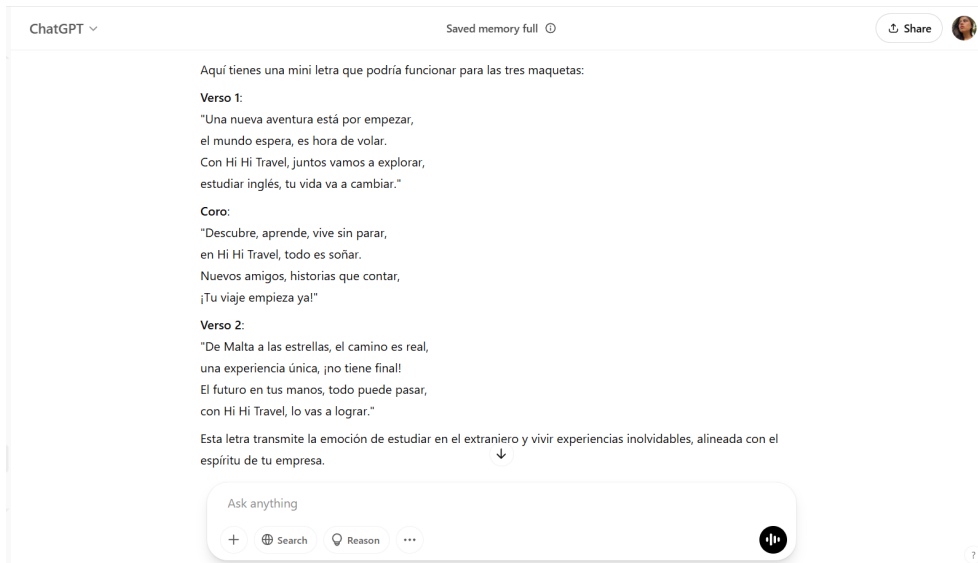 ChatGPT
Saved memory full
Share
Aquí tienes una mini letra que podría funcionar para las tres maquetas:
Verso 1:
"Una nueva aventura está por empezar,
el mundo espera, es hora de volar.
Con Hi Hi Travel, juntos vamos a explorar,
estudiar inglés, tu vida va a cambiar."
Coro:
"Descubre, aprende, vive sin parar,
en Hi Hi Travel, todo es soñar.
Nuevos amigos, historias que contar,
¡Tu viaje empieza ya!"
Verso 2:
"De Malta a las estrellas, el camino es real,
una experiencia única, ¡no tiene final!
El futuro en tus manos, todo puede pasar,
con Hi Hi Travel, lo vas a lograr."
Esta letra transmite la emoción de estudiar en el extranjero y vivir experiencias inolvidables, alineada con el
espíritu de tu empresa.
Ask anything
Search
Reason
?